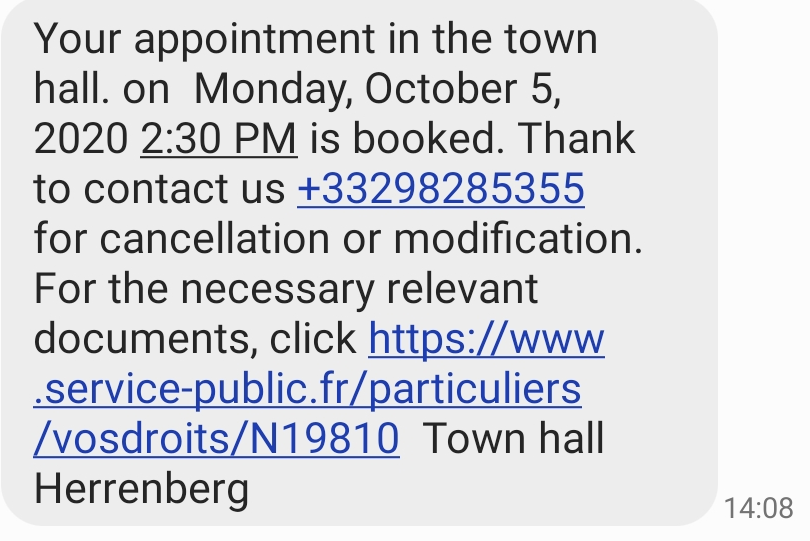 Your appointment in the town
hall. on  Monday, October 5,
2020 2:30 PM is booked. Thank
to contact us +33298285355
for cancellation or modification.
For the necessary relevant
documents, click https://www
.service-public.fr/particuliers
/vosdroits/N19810  Town hall
Herrenberg
14:08